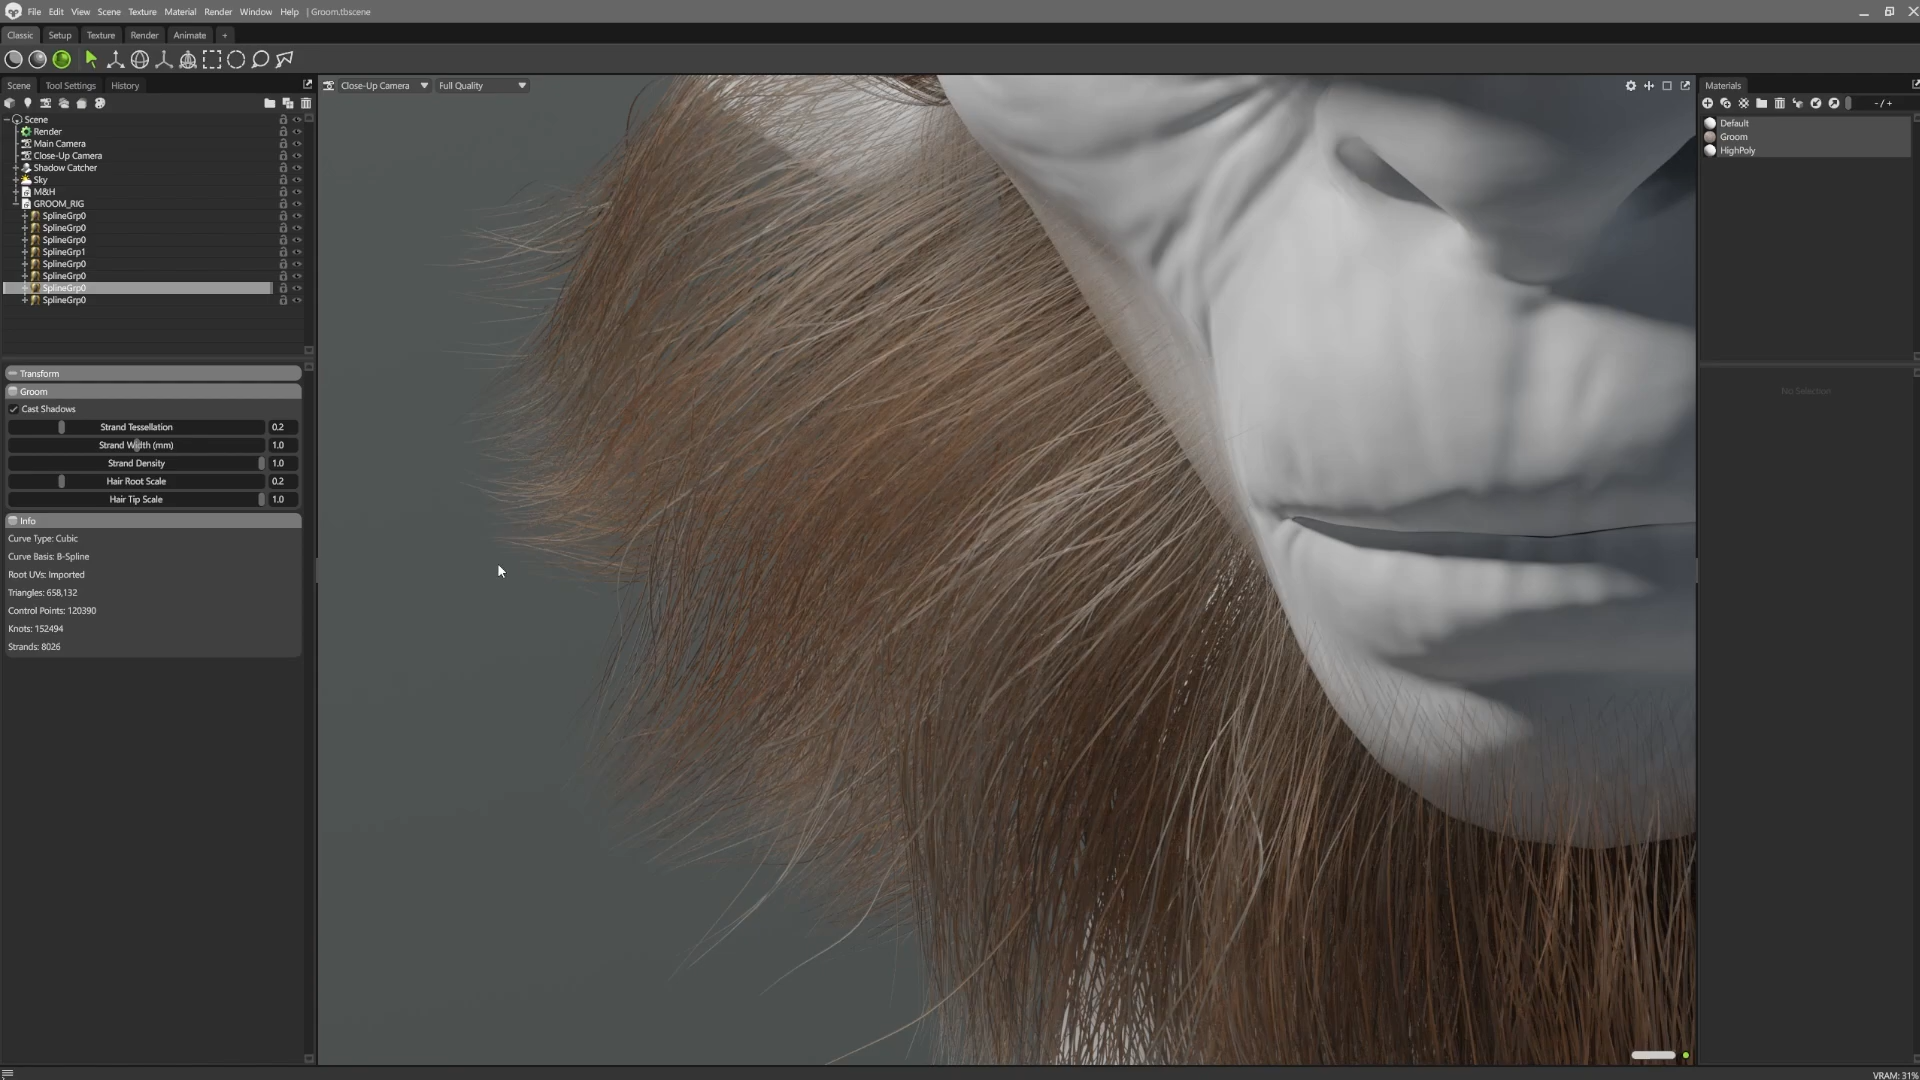 File Edit View Scene Texture Material Render Window Help | Groom.tbscene
Classic Setup Texture Render Animate +
Scene Tool Settings History
Close-Up Camera Full Quality
Materials
- / +
Scene
Render
Main Camera
Close-Up Camera
Shadow Catcher
Sky
M&H
GROOM_RIG
SplineGrp0
SplineGrp0
SplineGrp0
SplineGrp1
SplineGrp0
SplineGrp0
SplineGrp0
SplineGrp0
Default
Groom
HighPoly
Transform
Groom
Cast Shadows
Strand Tessellation 0.2
Strand Width (mm) 1.0
Strand Density 1.0
Hair Root Scale 0.2
Hair Tip Scale 1.0
Info
Curve Type: Cubic
Curve Basis: B-Spline
Root UVs: Imported
Triangles: 658,132
Control Points: 120390
Knots: 152494
Strands: 8026
No Selection
VRAM: 31%